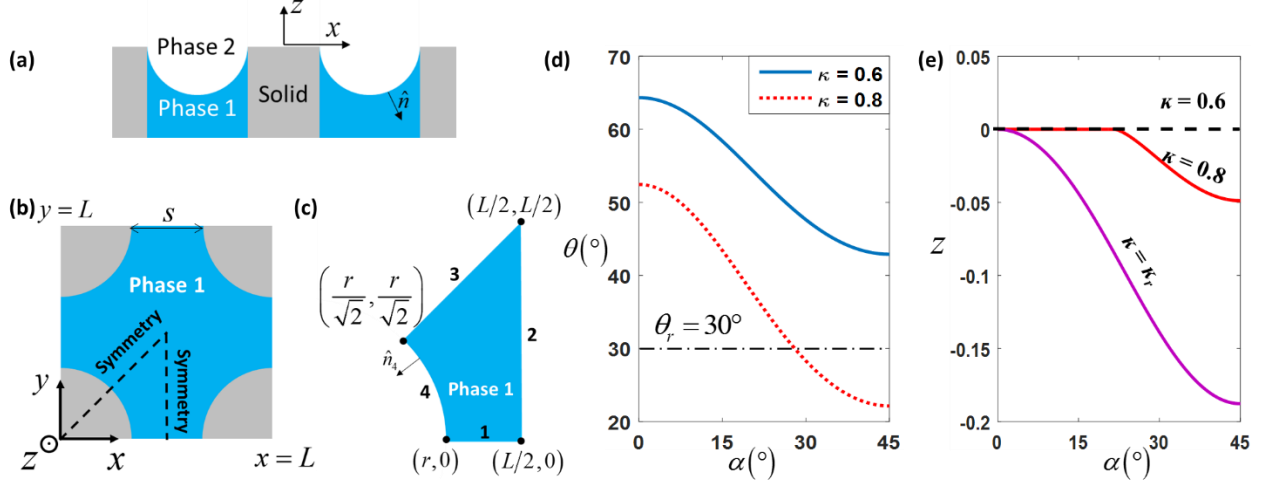 (a)
z
x
Phase 2
Phase 1
Solid
n̂
(b)
y = L
s
Phase 1
Symmetry
Symmetry
y
z
x
x = L
(c)
(L/2, L/2)
3
(r/√2, r/√2)
2
n̂₄
4
Phase 1
1
(r,0)
(L/2,0)
(d)
70
60
50
40
30
20
θ(°)
κ = 0.6
κ = 0.8
θr = 30°
0
15
30
45
α(°)
(e)
0
-0.05
-0.1
-0.15
-0.2
z
κ = 0.6
κ = 0.8
κ = κr
0
15
30
45
α(°)